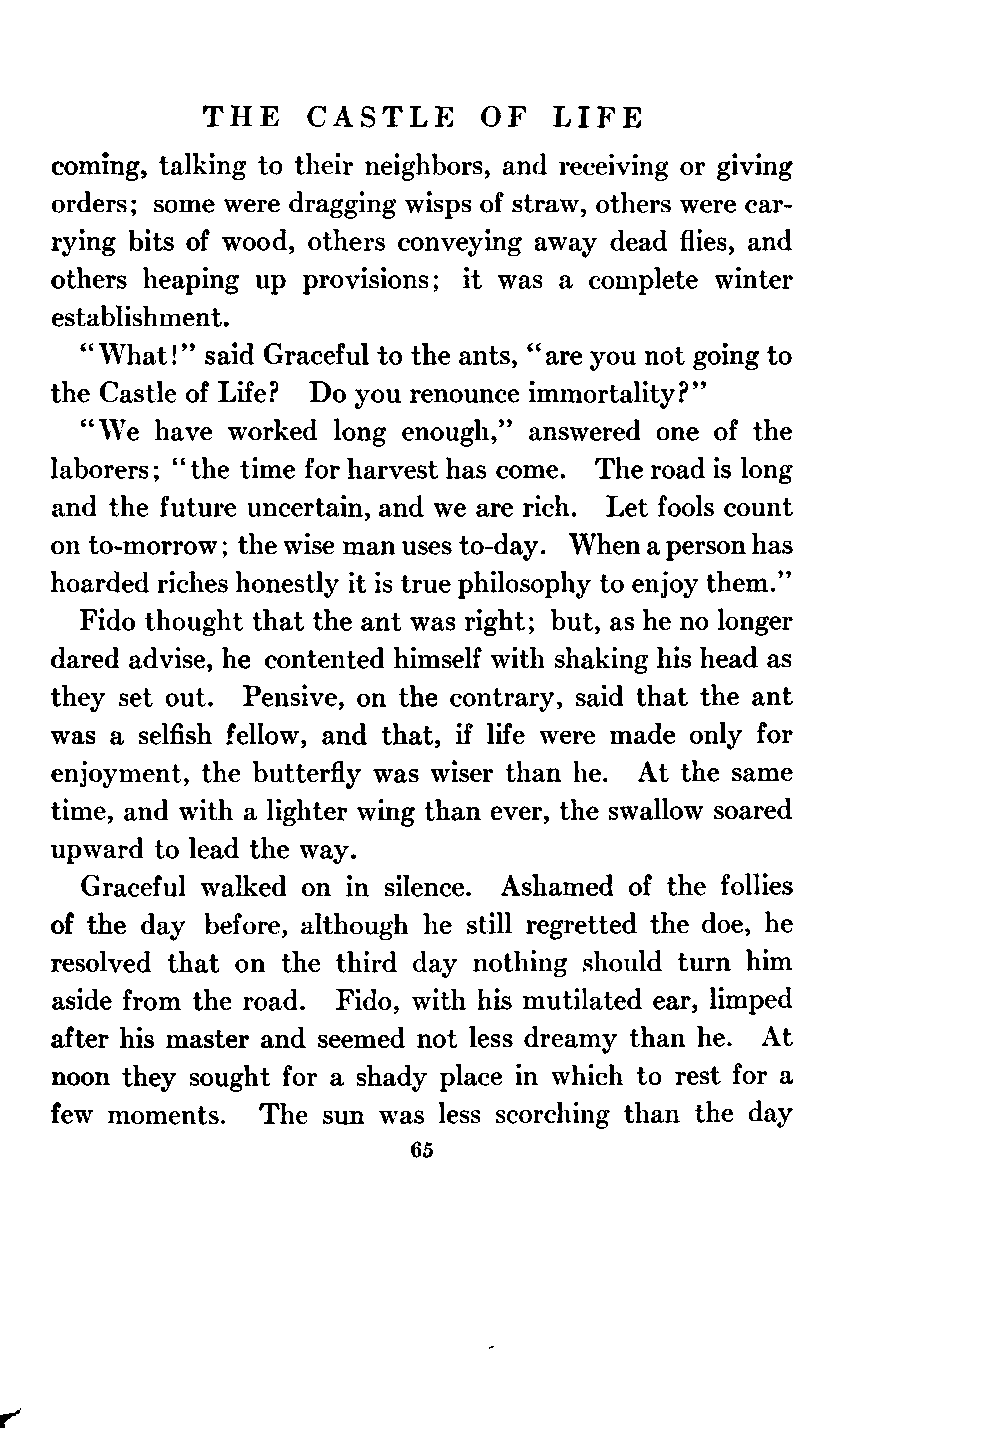 THE CASTLE OF LIFE
coming, talking to their neighbors, and receiving or giving
orders; some were dragging wisps of straw, others were car-
rying bits of wood, others conveying away dead flies, and
others heaping up provisions; it was a complete winter
establishment.
"What!" said Graceful to the ants, "are you not going to
the Castle of Life? Do you renounce immortality?"
"We have worked long enough," answered one of the
laborers; "the time for harvest has come. The road is long
and the future uncertain, and we are rich. Let fools count
on to-morrow; the wise man uses to-day. When a person has
hoarded riches honestly it is true philosophy to enjoy them."
Fido thought that the ant was right; but, as he no longer
dared advise, he contented himself with shaking his head as
they set out. Pensive, on the contrary, said that the ant
was a selfish fellow, and that, if life were made only for
enjoyment, the butterfly was wiser than he. At the same
time, and with a lighter wing than ever, the swallow soared
upward to lead the way.
Graceful walked on in silence. Ashamed of the follies
of the day before, although he still regretted the doe, he
resolved that on the third day nothing should turn him
aside from the road. Fido, with his mutilated ear, limped
after his master and seemed not less dreamy than he. At
noon they sought for a shady place in which to rest for a
few moments. The sun was less scorching than the day
65